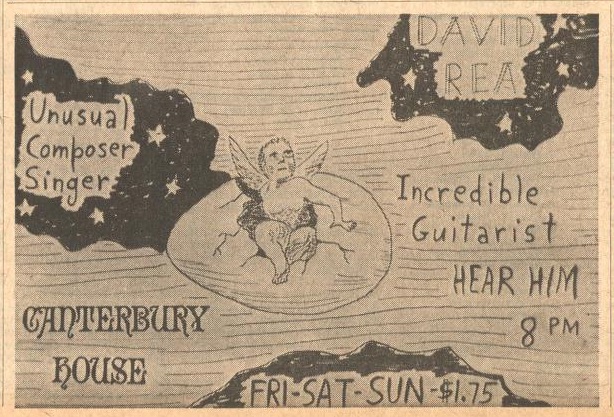 DAVID
REA
Unusual
Composer
Singer
Incredible
Guitarist
HEAR HIM
8 PM
CANTERBURY
HOUSE
FRI-SAT-SUN-$1.75